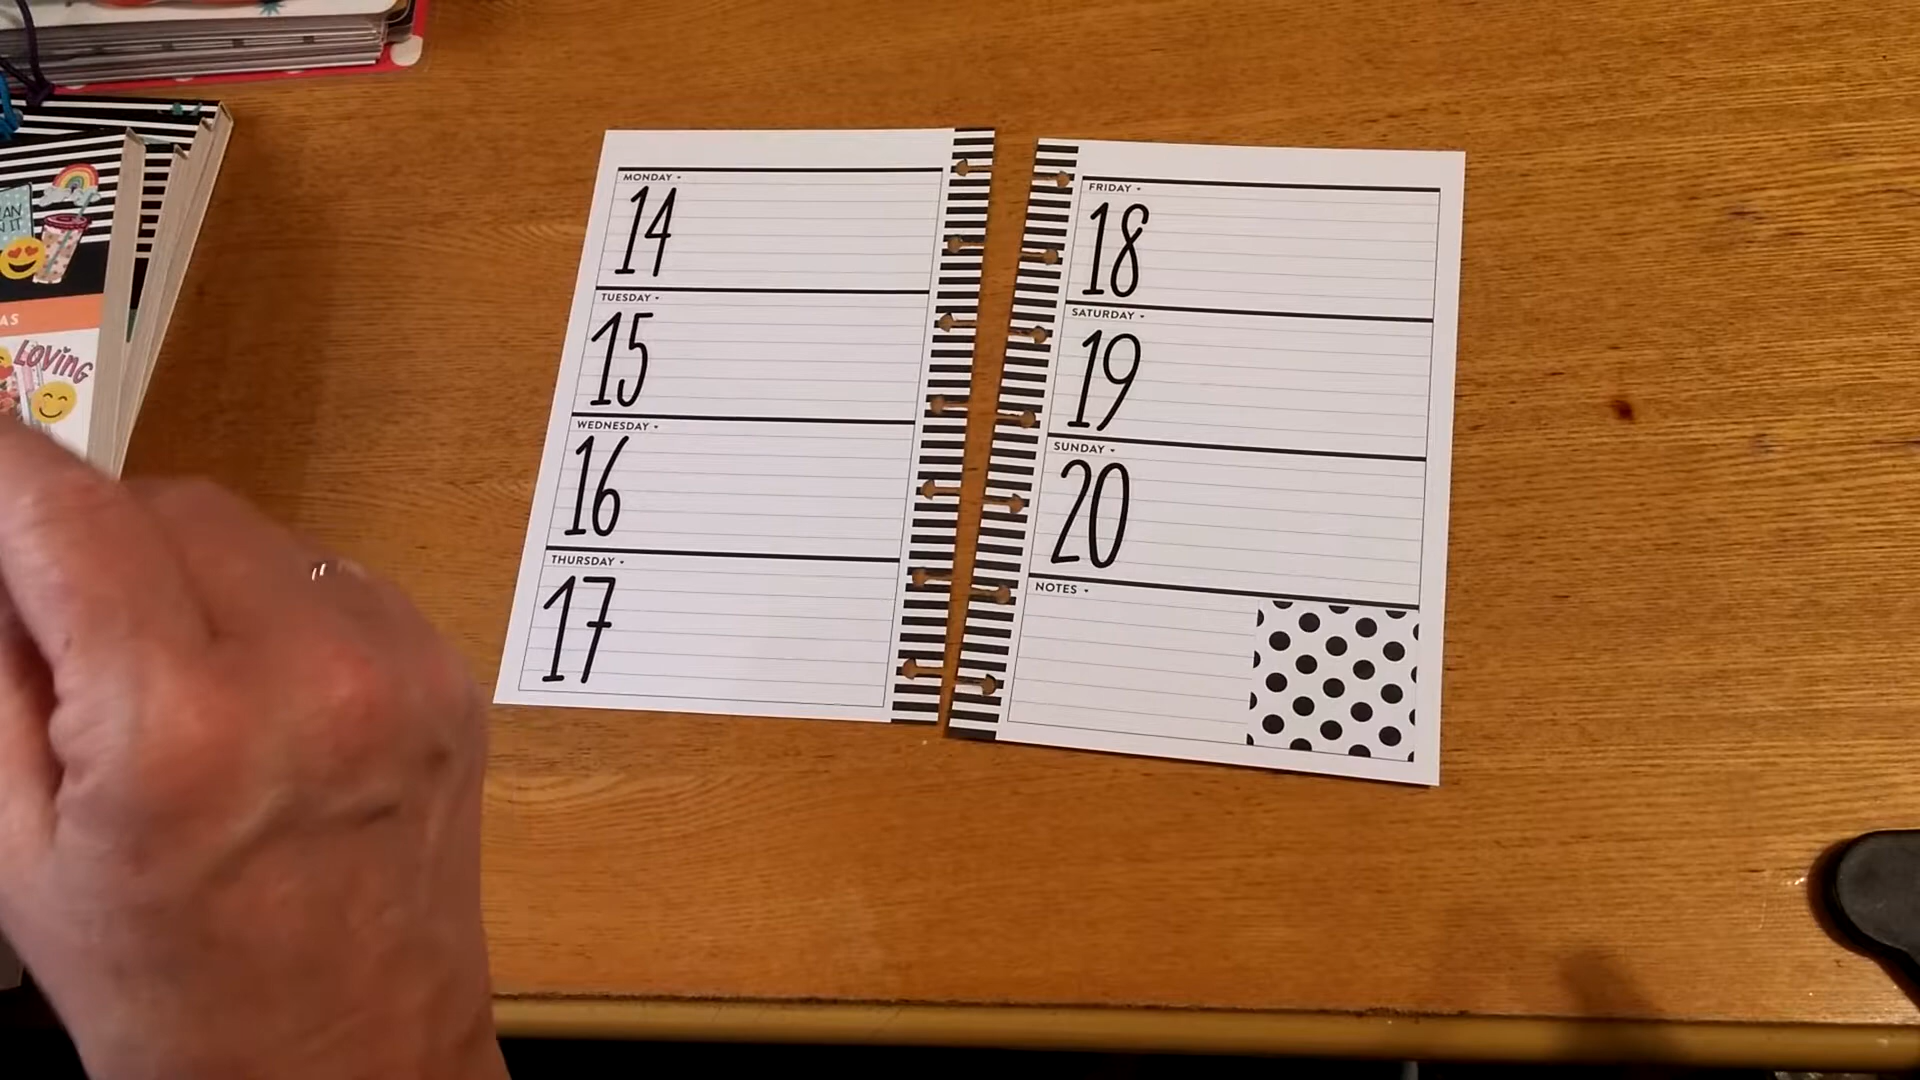 MONDAY
14
TUESDAY
15
WEDNESDAY
16
THURSDAY
17
FRIDAY
18
SATURDAY
19
SUNDAY
20
NOTES
LOVING